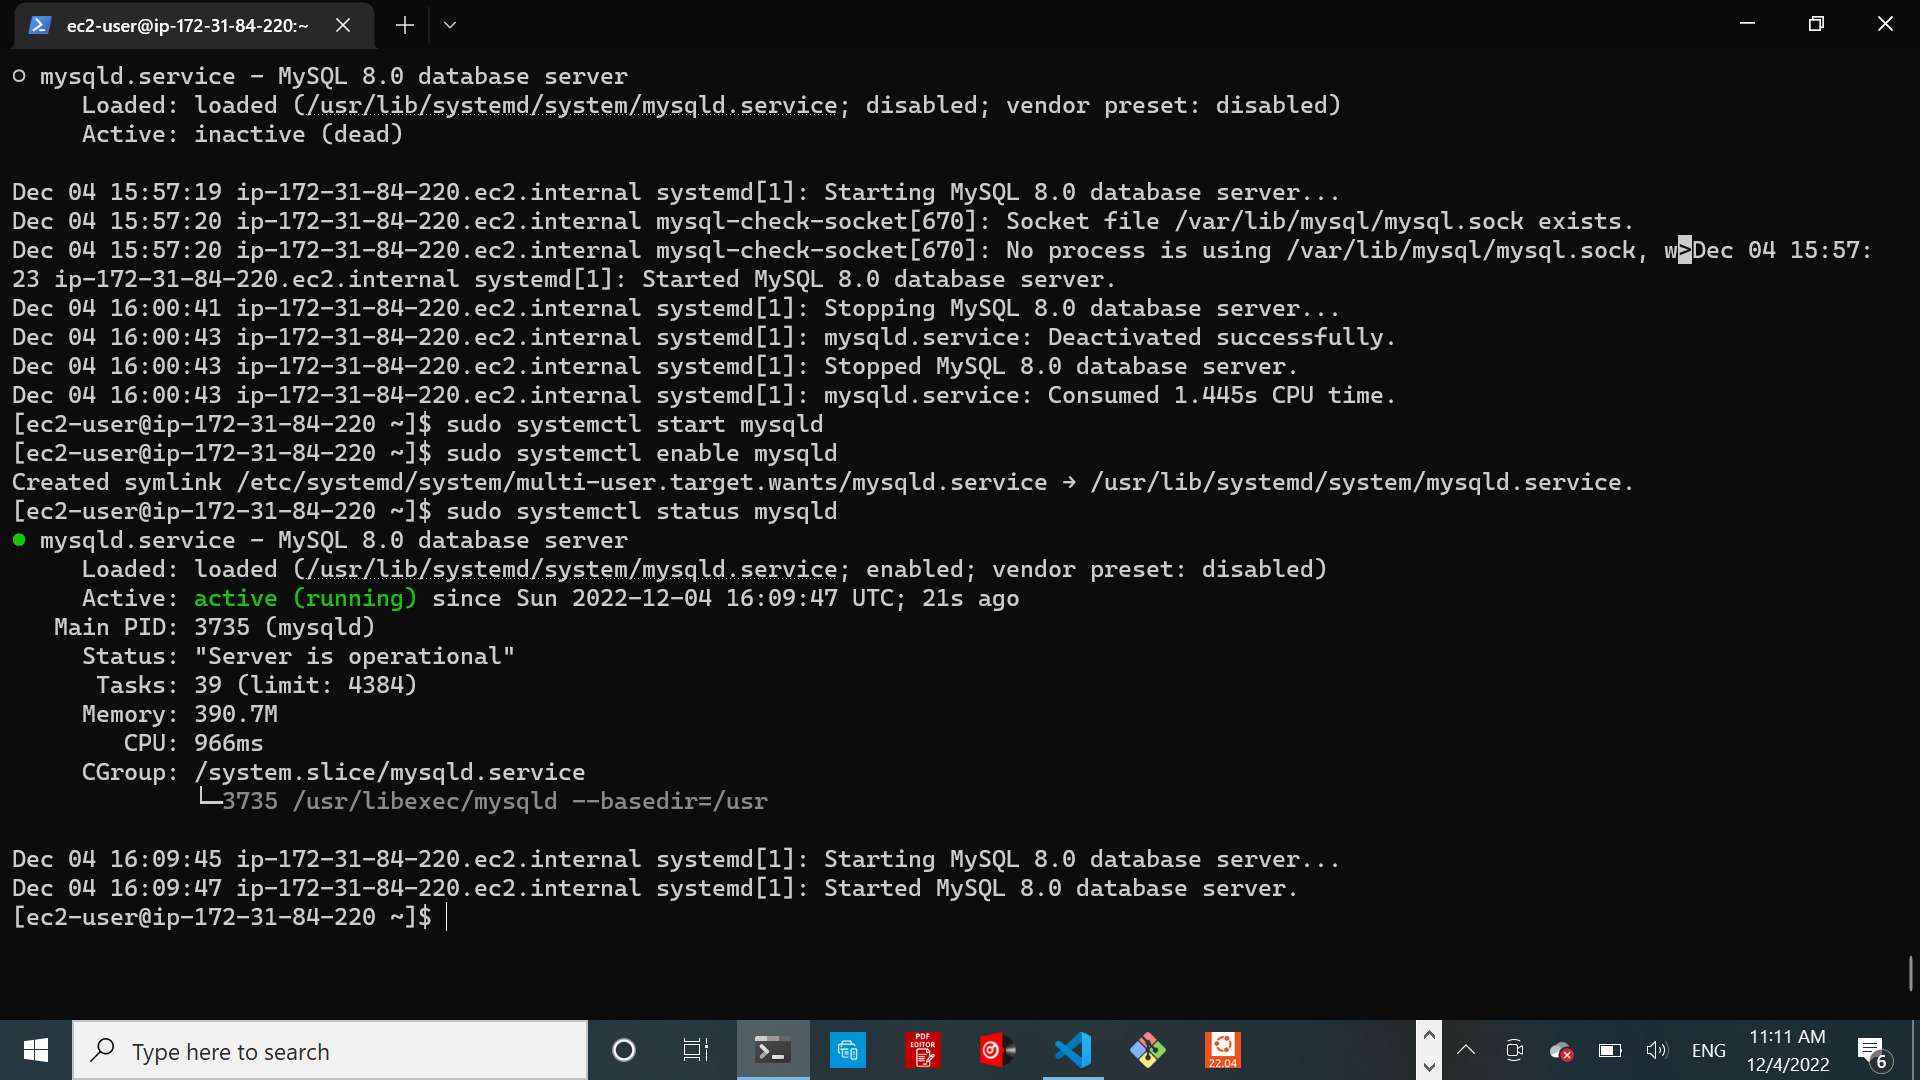 ec2-user@ip-172-31-84-220:~
○ mysqld.service - MySQL 8.0 database server
Loaded: loaded (/usr/lib/systemd/system/mysqld.service; disabled; vendor preset: disabled)
Active: inactive (dead)
Dec 04 15:57:19 ip-172-31-84-220.ec2.internal systemd[1]: Starting MySQL 8.0 database server...
Dec 04 15:57:20 ip-172-31-84-220.ec2.internal mysql-check-socket[670]: Socket file /var/lib/mysql/mysql.sock exists.
Dec 04 15:57:20 ip-172-31-84-220.ec2.internal mysql-check-socket[670]: No process is using /var/lib/mysql/mysql.sock, w>Dec 04 15:57:
23 ip-172-31-84-220.ec2.internal systemd[1]: Started MySQL 8.0 database server.
Dec 04 16:00:41 ip-172-31-84-220.ec2.internal systemd[1]: Stopping MySQL 8.0 database server...
Dec 04 16:00:43 ip-172-31-84-220.ec2.internal systemd[1]: mysqld.service: Deactivated successfully.
Dec 04 16:00:43 ip-172-31-84-220.ec2.internal systemd[1]: Stopped MySQL 8.0 database server.
Dec 04 16:00:43 ip-172-31-84-220.ec2.internal systemd[1]: mysqld.service: Consumed 1.445s CPU time.
[ec2-user@ip-172-31-84-220 ~]$ sudo systemctl start mysqld
[ec2-user@ip-172-31-84-220 ~]$ sudo systemctl enable mysqld
Created symlink /etc/systemd/system/multi-user.target.wants/mysqld.service → /usr/lib/systemd/system/mysqld.service.
[ec2-user@ip-172-31-84-220 ~]$ sudo systemctl status mysqld
● mysqld.service - MySQL 8.0 database server
Loaded: loaded (/usr/lib/systemd/system/mysqld.service; enabled; vendor preset: disabled)
Active: active (running) since Sun 2022-12-04 16:09:47 UTC; 21s ago
Main PID: 3735 (mysqld)
Status: "Server is operational"
Tasks: 39 (limit: 4384)
Memory: 390.7M
CPU: 966ms
CGroup: /system.slice/mysqld.service
└─3735 /usr/libexec/mysqld --basedir=/usr
Dec 04 16:09:45 ip-172-31-84-220.ec2.internal systemd[1]: Starting MySQL 8.0 database server...
Dec 04 16:09:47 ip-172-31-84-220.ec2.internal systemd[1]: Started MySQL 8.0 database server.
[ec2-user@ip-172-31-84-220 ~]$
Type here to search
PDF
EDITOR
22.04
ENG
11:11 AM
12/4/2022
6